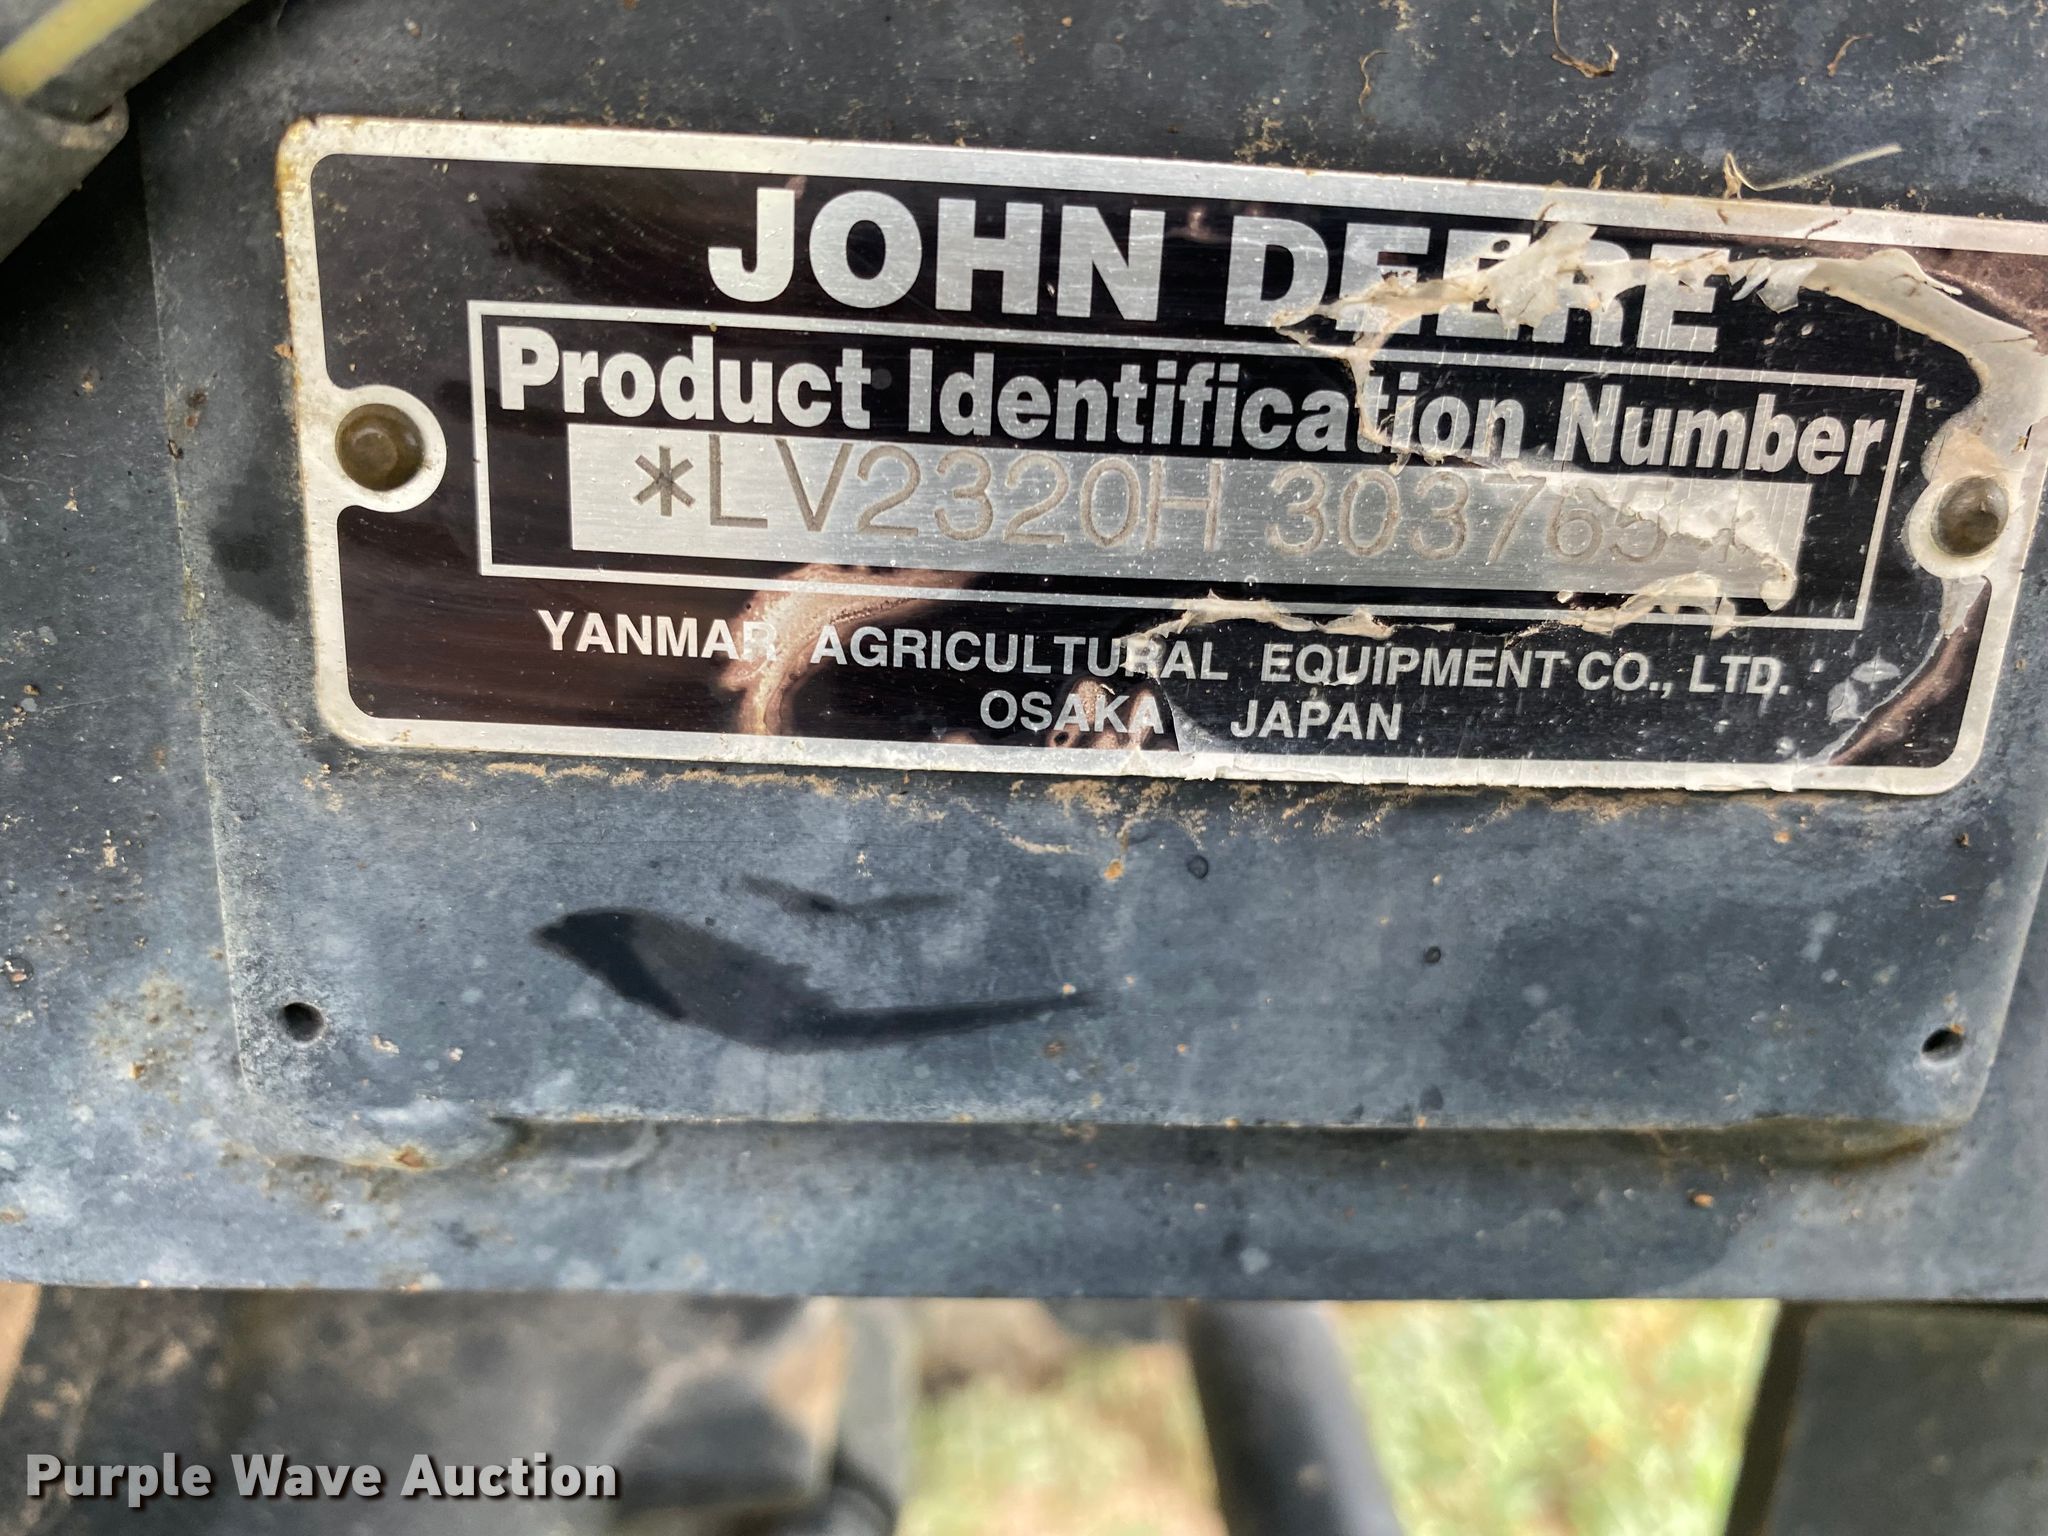 JOHN DEERE
Product Identification Number
*LV2320H 303765
YANMAR AGRICULTURAL EQUIPMENT CO., LTD.
OSAKA JAPAN
Purple Wave Auction